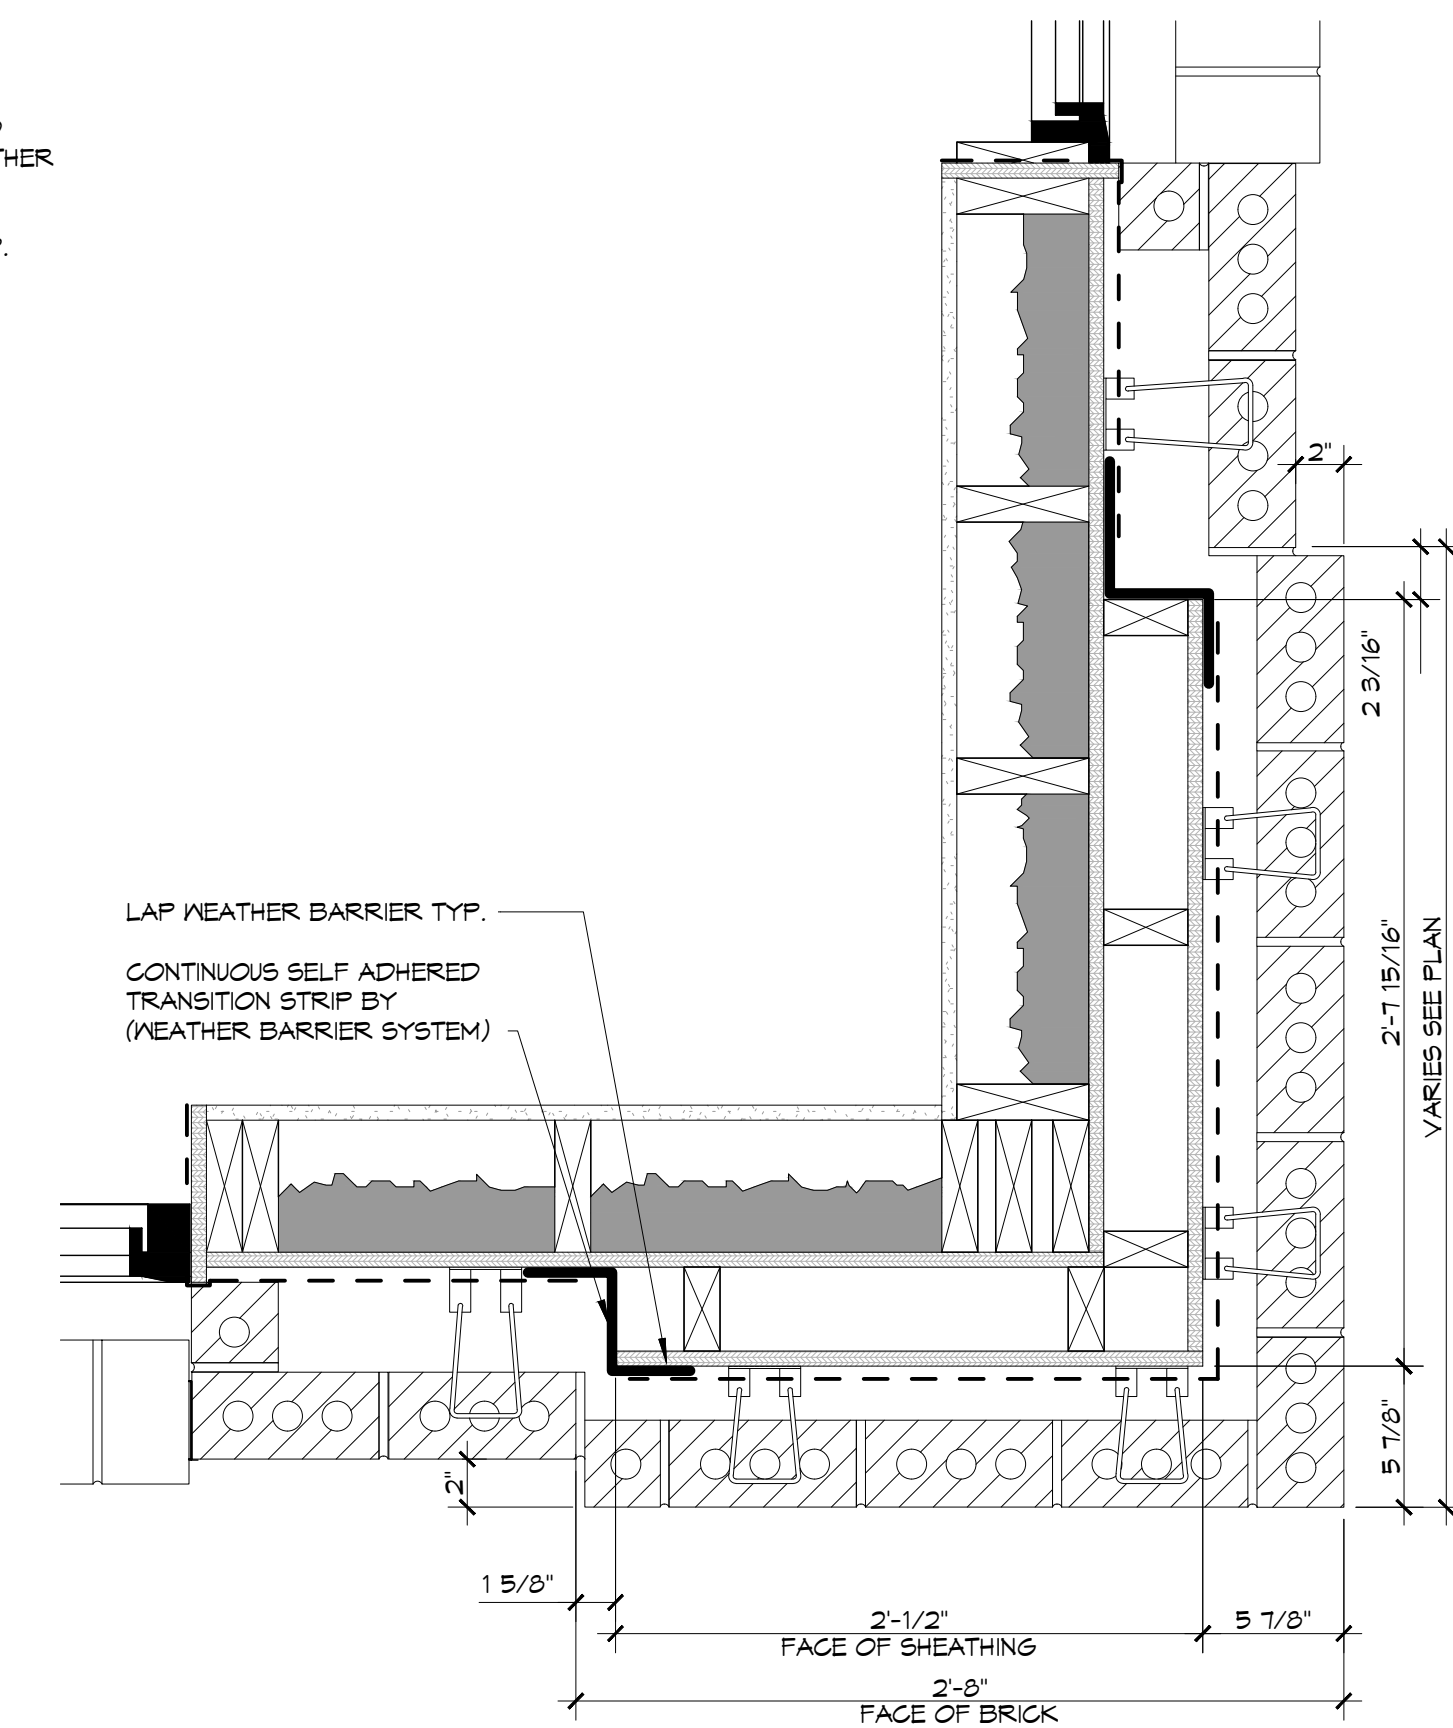 THER
LAP WEATHER BARRIER TYP.
CONTINUOUS SELF ADHERED
TRANSITION STRIP BY
(WEATHER BARRIER SYSTEM)
2"
2 3/16"
2'-7 15/16"
VARIES SEE PLAN
5 7/8"
2"
1 5/8"
2'-1/2"
FACE OF SHEATHING
5 7/8"
2'-8"
FACE OF BRICK